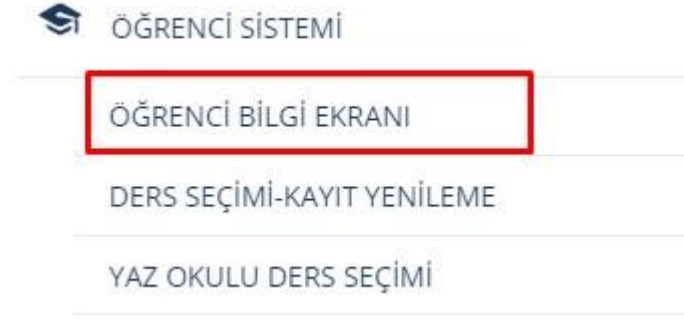 ÖĞRENCİ SİSTEMİ
ÖĞRENCİ BİLGİ EKRANI
DERS SEÇİMİ-KAYIT YENİLEME
YAZ OKULU DERS SEÇİMİ